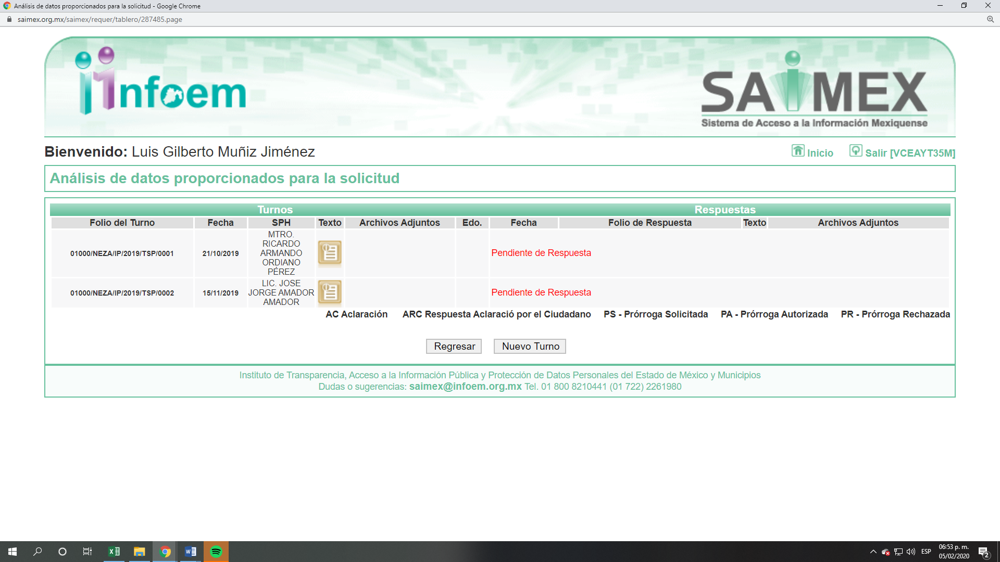 Análisis de datos proporcionados para la solicitud - Google Chrome
saimex.org.mx/saimex/requer/tablero/287485.page
infoem
SAIMEX
Sistema de Acceso a la Información Mexiquense
Bienvenido: Luis Gilberto Muñiz Jiménez
Inicio Salir [VCEAYT35M]
Análisis de datos proporcionados para la solicitud
Turnos Respuestas
Folio del Turno Fecha SPH Texto Archivos Adjuntos Edo. Fecha Folio de Respuesta Texto Archivos Adjuntos
01000/NEZA/IP/2019/TSP/0001 21/10/2019 MTRO. RICARDO ARMANDO ORDIANO PÉREZ Pendiente de Respuesta
01000/NEZA/IP/2019/TSP/0002 15/11/2019 LIC. JOSE JORGE AMADOR AMADOR Pendiente de Respuesta
AC Aclaración ARC Respuesta Aclaració por el Ciudadano PS - Prórroga Solicitada PA - Prórroga Autorizada PR - Prórroga Rechazada
Regresar Nuevo Turno
Instituto de Transparencia, Acceso a la Información Pública y Protección de Datos Personales del Estado de México y Municipios
Dudas o sugerencias: saimex@infoem.org.mx Tel. 01 800 8210441 (01 722) 2261980
ESP
06:53 p. m.
05/02/2020
2